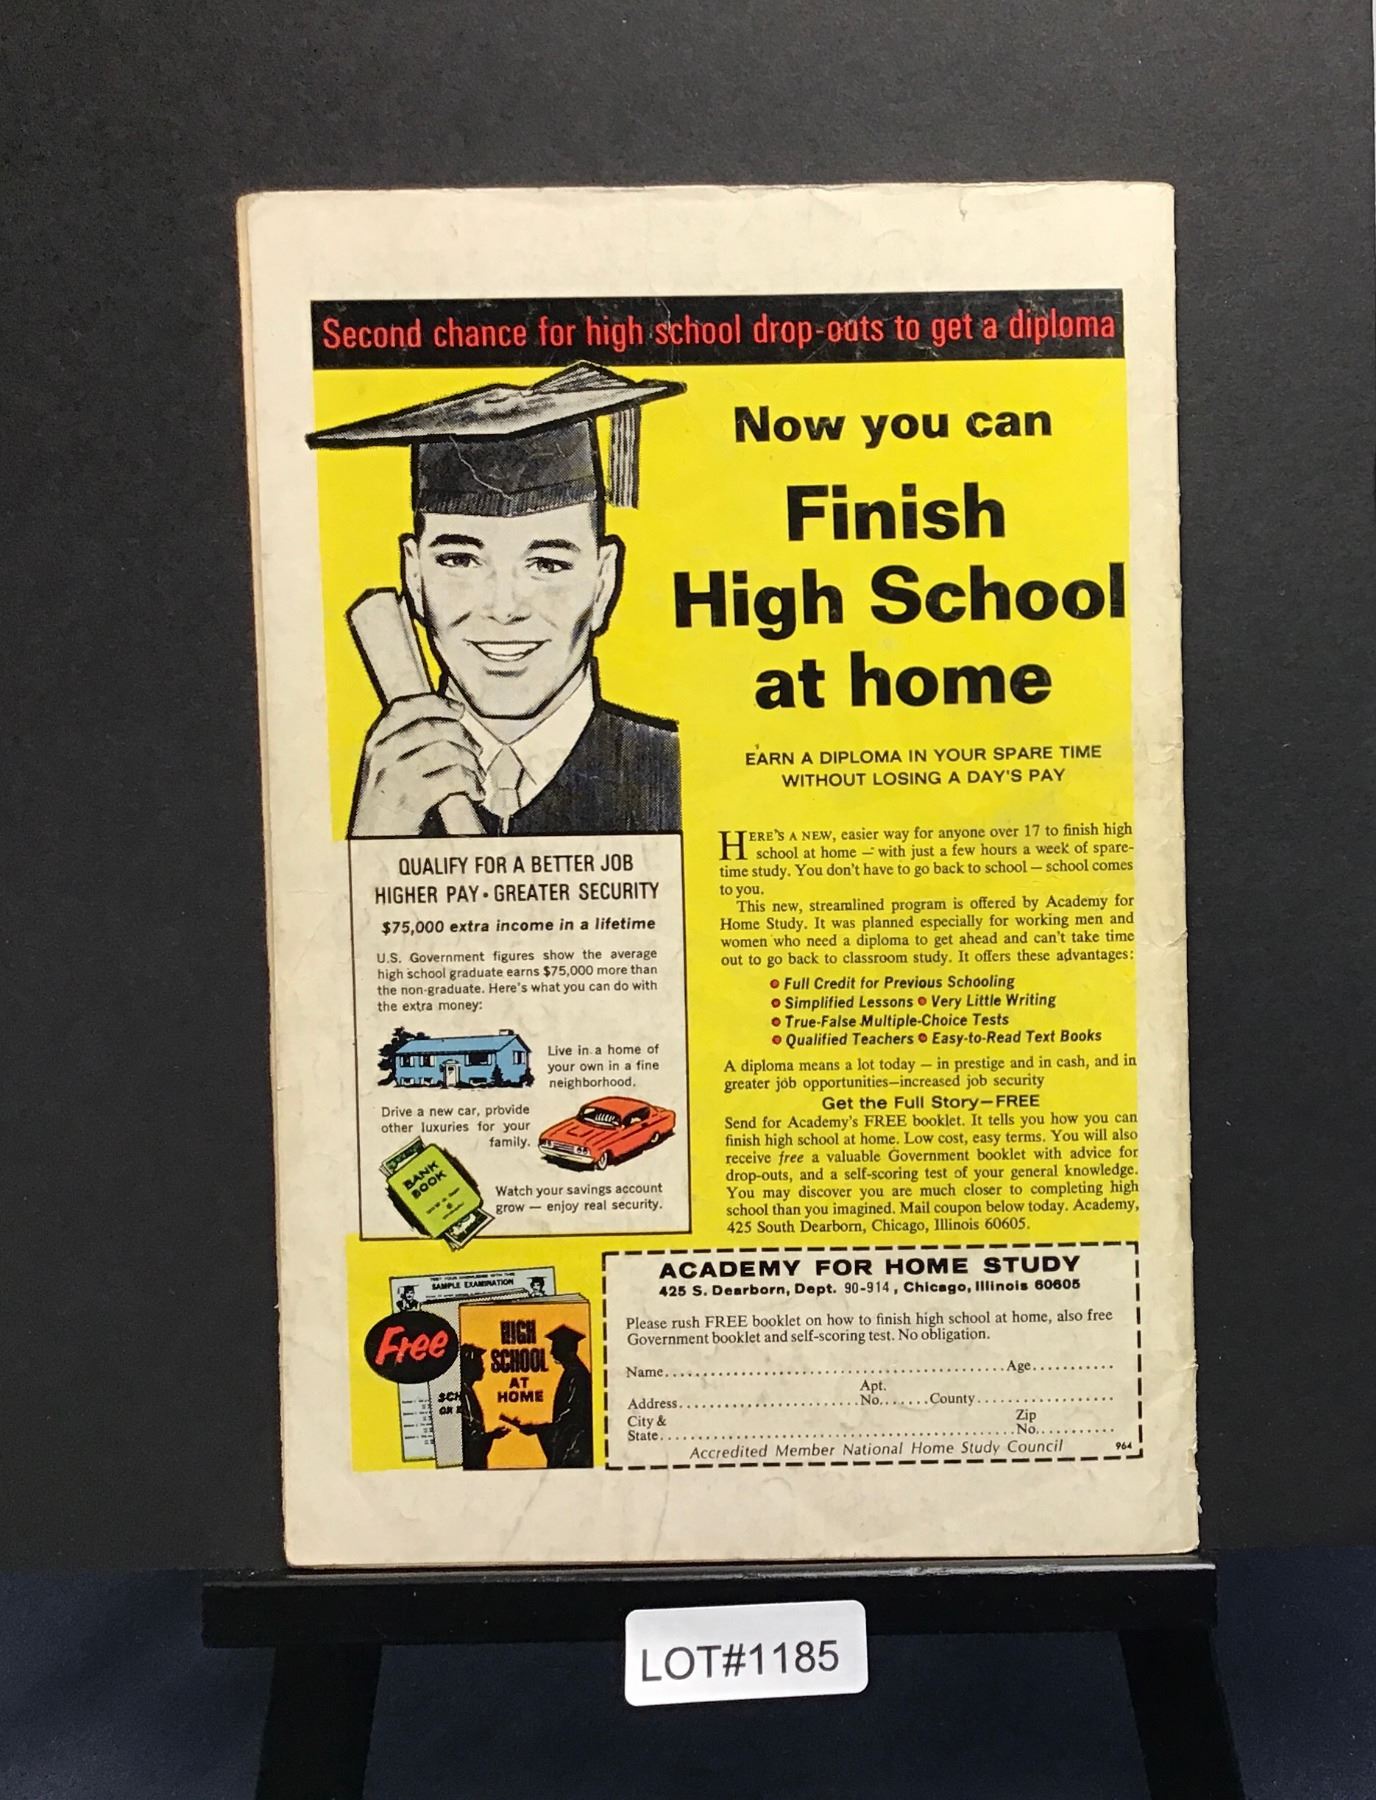 Second chance for high school drop-outs to get a diploma
Now you can
Finish
High School
at home
EARN A DIPLOMA IN YOUR SPARE TIME
WITHOUT LOSING A DAY'S PAY
HERE'S A NEW, easier way for anyone over 17 to finish high
school at home – with just a few hours a week of spare-
time study. You don't have to go back to school – school comes
to you.
This new, streamlined program is offered by Academy for
Home Study. It was planned especially for working men and
women who need a diploma to get ahead and can't take time
out to go back to classroom study. It offers these advantages:
• Full Credit for Previous Schooling
• Simplified Lessons • Very Little Writing
• True-False Multiple-Choice Tests
• Qualified Teachers • Easy-to-Read Text Books
A diploma means a lot today – in prestige and in cash, and in
greater job opportunities–increased job security
Get the Full Story–FREE
Send for Academy's FREE booklet. It tells you how you can
finish high school at home. Low cost, easy terms. You will also
receive free a valuable Government booklet with advice for
drop-outs, and a self-scoring test of your general knowledge.
You may discover you are much closer to completing high
school than you imagined. Mail coupon below today. Academy,
425 South Dearborn, Chicago, Illinois 60605.
QUALIFY FOR A BETTER JOB
HIGHER PAY • GREATER SECURITY
$75,000 extra income in a lifetime
U.S. Government figures show the average
high school graduate earns $75,000 more than
the non-graduate. Here's what you can do with
the extra money:
Live in a home of
your own in a fine
neighborhood.
Drive a new car, provide
other luxuries for your
family.
BANK
BOOK
Watch your savings account
grow — enjoy real security.
TEST YOUR KNOWLEDGE WITH THIS
SAMPLE EXAMINATION
Free
SCH
OR
HIGH
SCHOOL
AT
HOME
ACADEMY FOR HOME STUDY
425 S. Dearborn, Dept. 90-914, Chicago, Illinois 60605
Please rush FREE booklet on how to finish high school at home, also free
Government booklet and self-scoring test. No obligation.
Name............................................Age...........
Address........................Apt. No.......County..................
City & State..............................................Zip No..........
Accredited Member National Home Study Council 964
LOT#1185